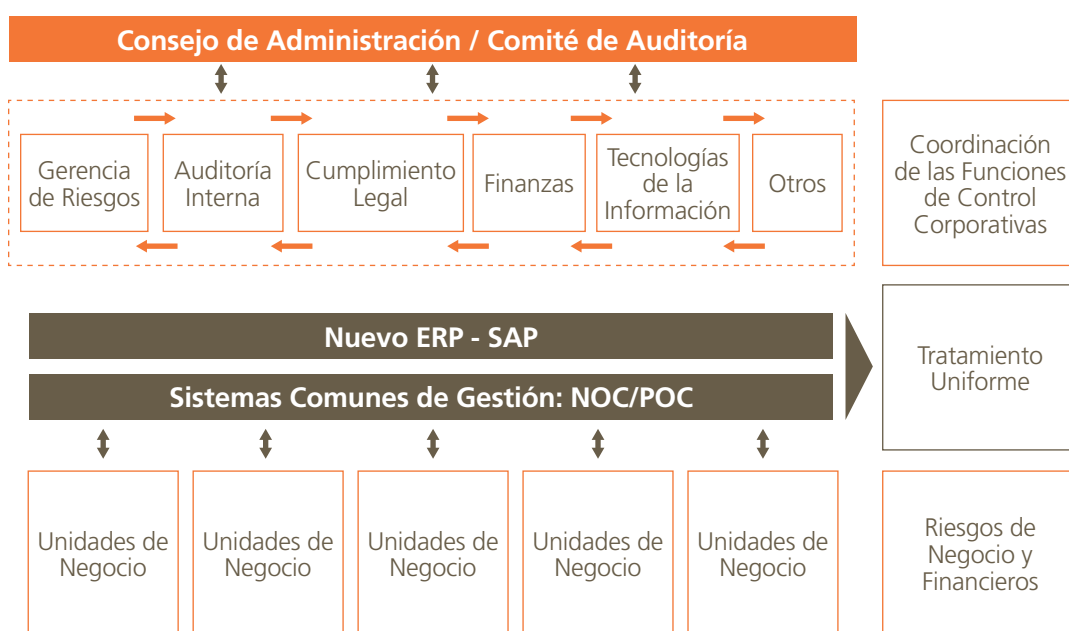 Consejo de Administración / Comité de Auditoría
Gerencia
de Riesgos
Auditoría
Interna
Cumplimiento
Legal
Finanzas
Tecnologías
de la
Información
Otros
Coordinación
de las Funciones
de Control
Corporativas
Nuevo ERP - SAP
Sistemas Comunes de Gestión: NOC/POC
Tratamiento
Uniforme
Unidades de
Negocio
Unidades de
Negocio
Unidades de
Negocio
Unidades de
Negocio
Unidades de
Negocio
Riesgos de
Negocio y
Financieros